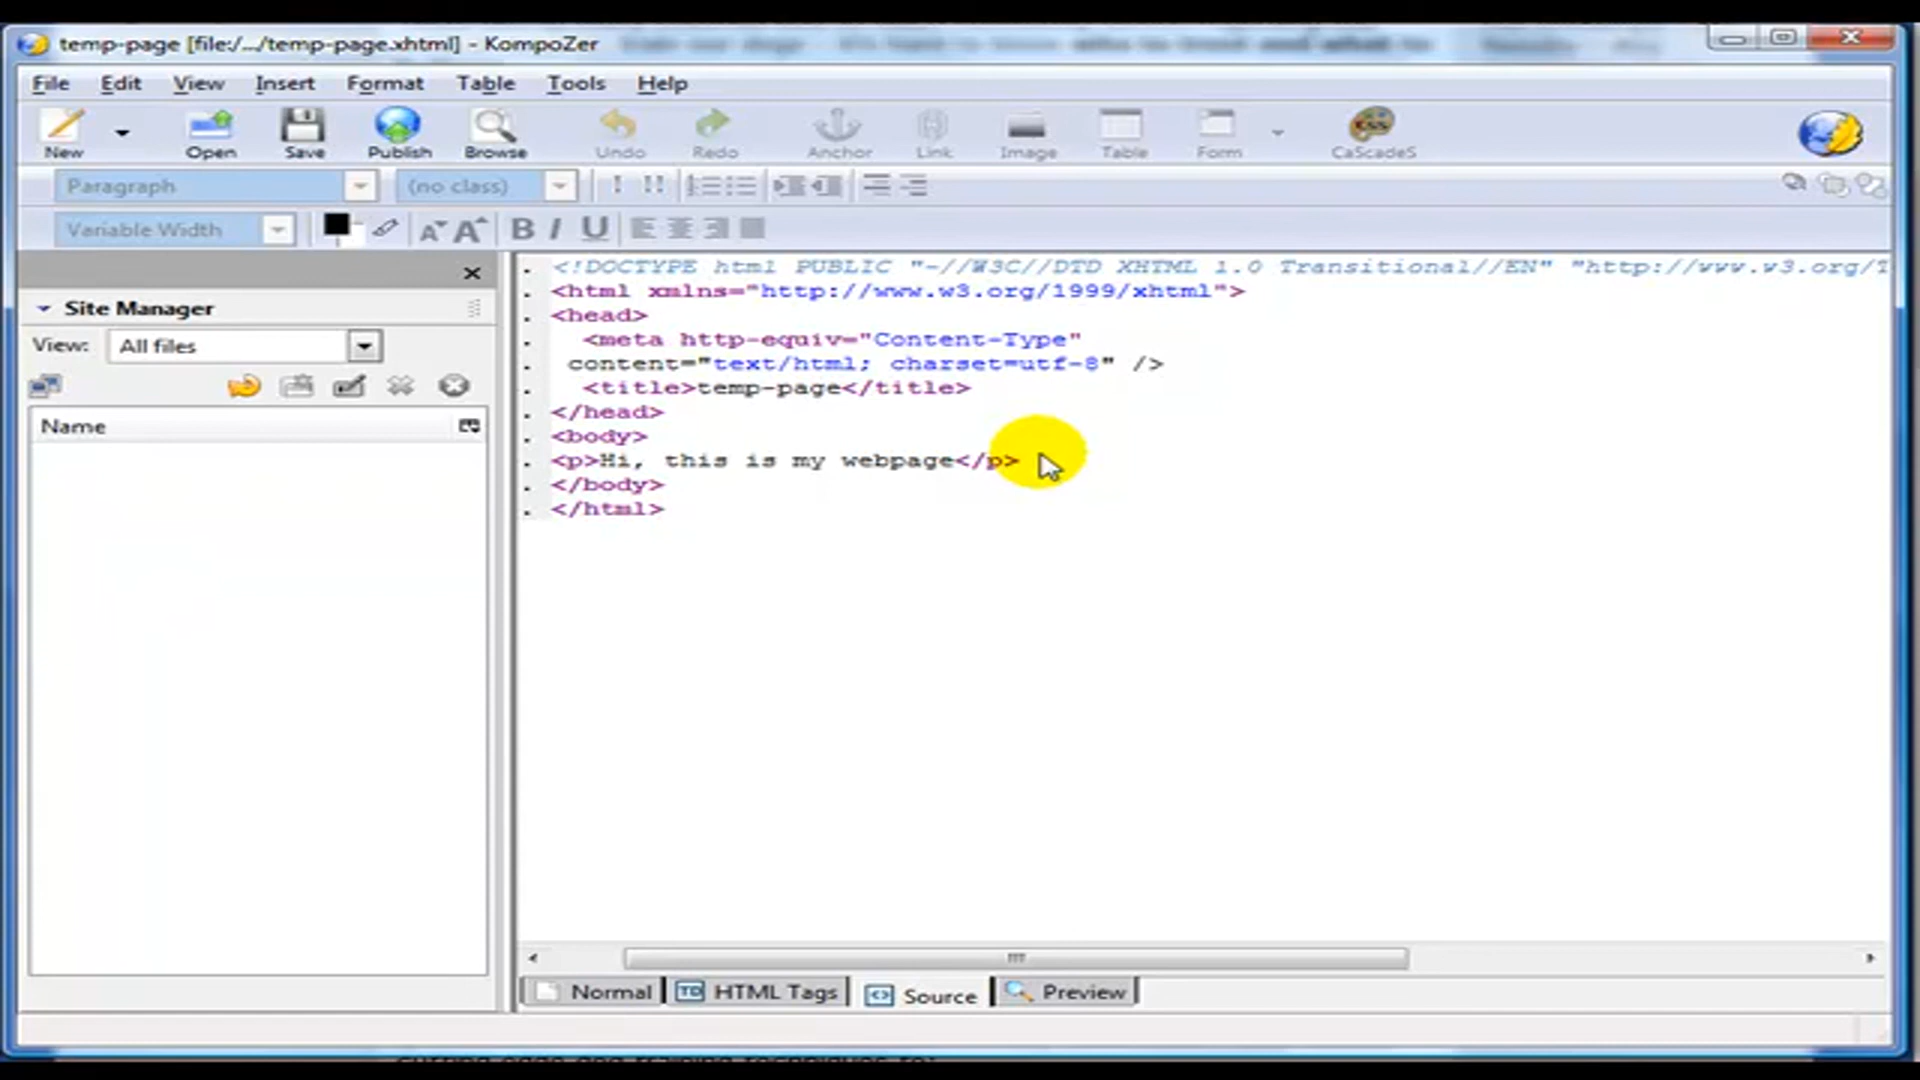 temp-page [file:/.../temp-page.xhtml] - KompoZer
File Edit View Insert Format Table Tools Help
New Open Save Publish Browse Undo Redo Anchor Link Image Table Form CaScadeS
Paragraph (no class)
Variable Width B I U
Site Manager
View: All files
Name
<!DOCTYPE html PUBLIC "-//W3C//DTD XHTML 1.0 Transitional//EN" "http://www.w3.org/
<html xmlns="http://www.w3.org/1999/xhtml">
<head>
<meta http-equiv="Content-Type"
content="text/html; charset=utf-8" />
<title>temp-page</title>
</head>
<body>
<p>Hi, this is my webpage</p>
</body>
</html>
Normal HTML Tags Source Preview